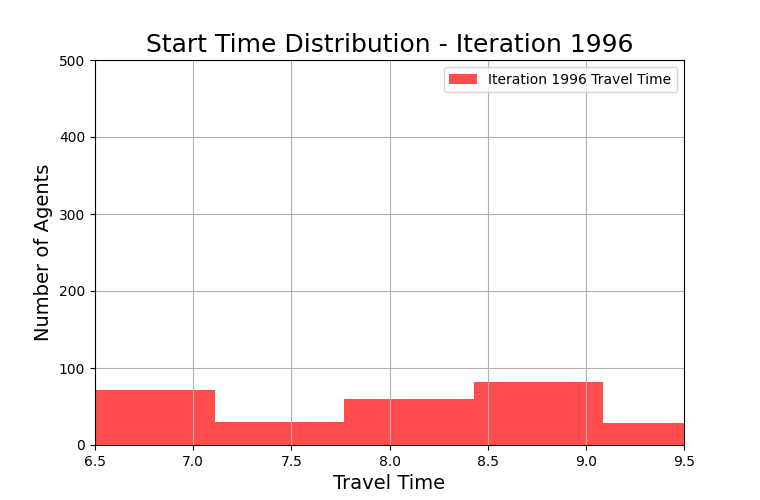 Start Time Distribution - Iteration 1996
Iteration 1996 Travel Time
Number of Agents
500
400
300
200
100
0
6.5 7.0 7.5 8.0 8.5 9.0 9.5
Travel Time